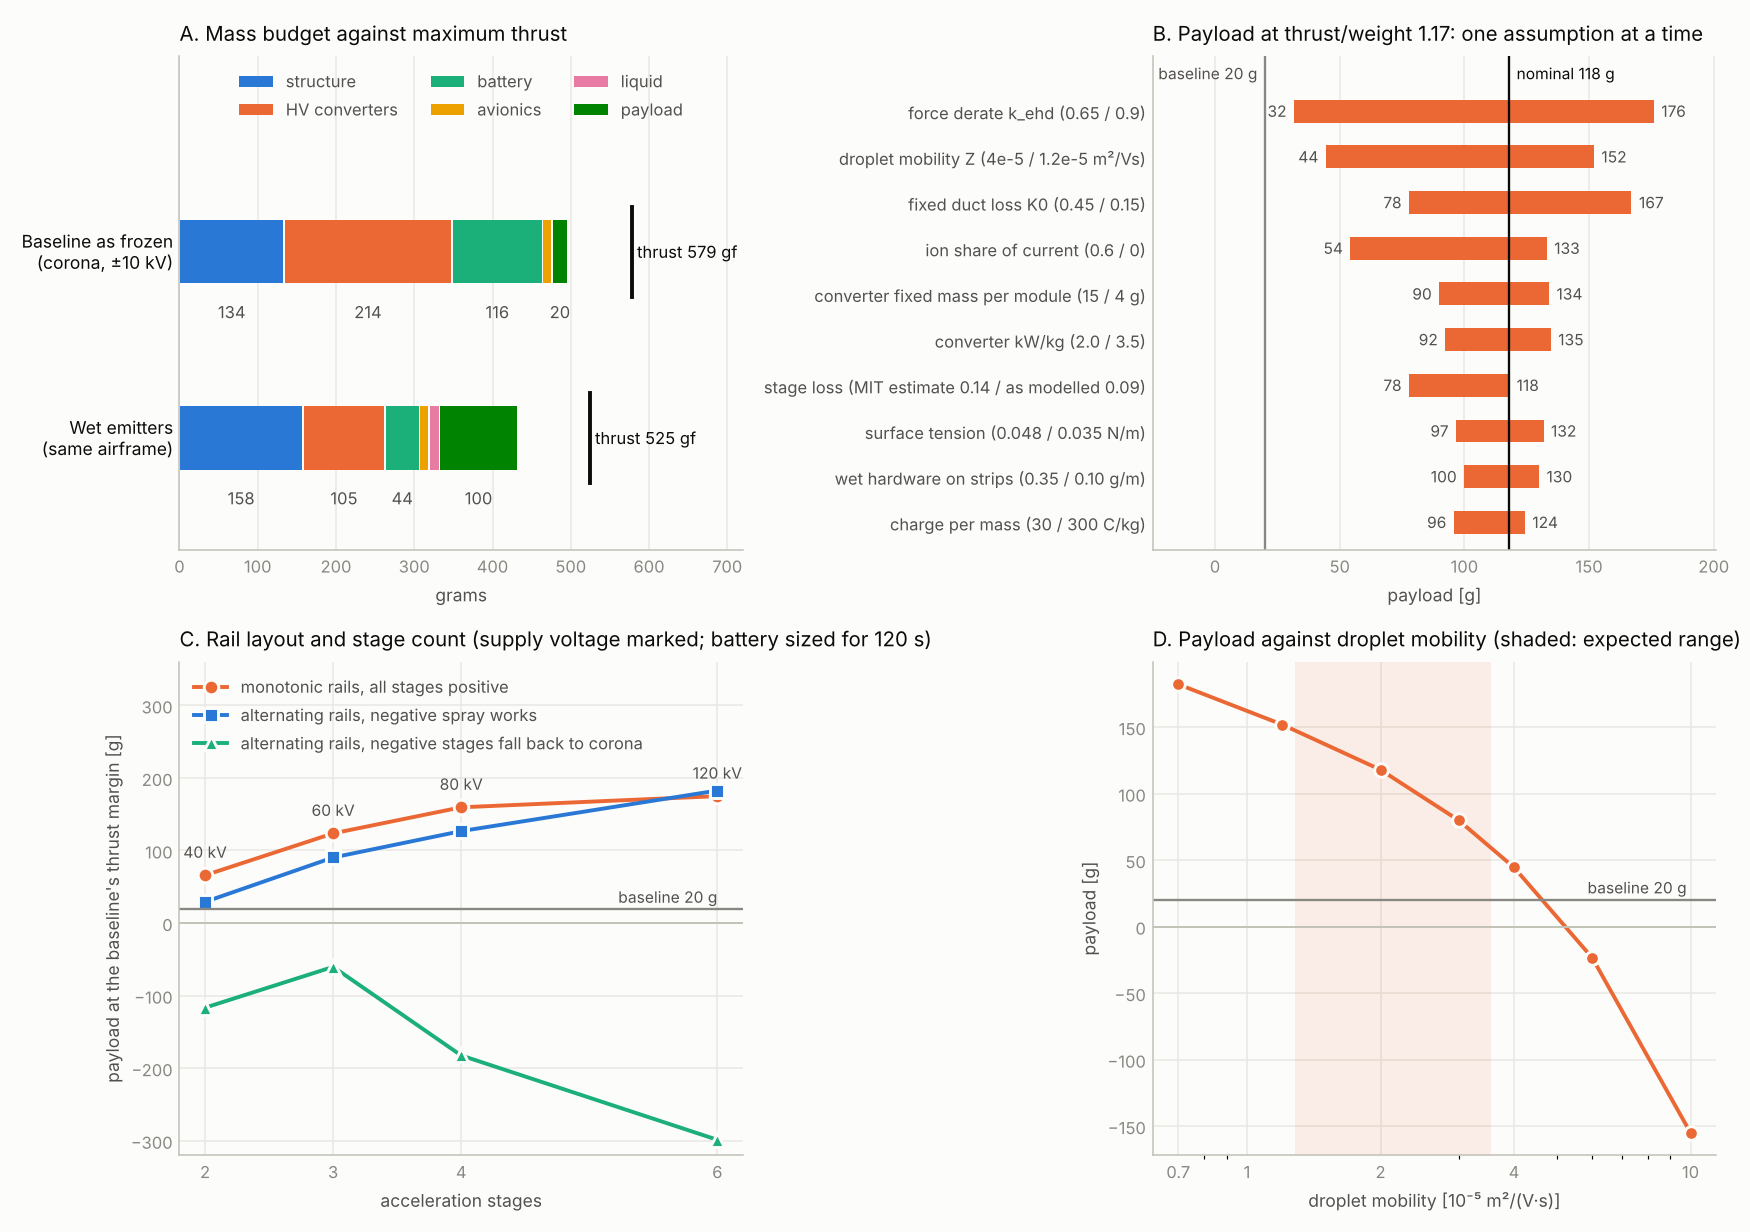 A. Mass budget against maximum thrust
structure
battery
liquid
HV converters
avionics
payload
Baseline as frozen
(corona, ±10 kV)
thrust 579 gf
134
214
116
20
Wet emitters
(same airframe)
thrust 525 gf
158
105
44
100
0
100
200
300
400
500
600
700
grams
B. Payload at thrust/weight 1.17: one assumption at a time
baseline 20 g
nominal 118 g
force derate k_ehd (0.65 / 0.9)
32
176
droplet mobility Z (4e-5 / 1.2e-5 m²/Vs)
44
152
fixed duct loss K0 (0.45 / 0.15)
78
167
ion share of current (0.6 / 0)
54
133
converter fixed mass per module (15 / 4 g)
90
134
converter kW/kg (2.0 / 3.5)
92
135
stage loss (MIT estimate 0.14 / as modelled 0.09)
78
118
surface tension (0.048 / 0.035 N/m)
97
132
wet hardware on strips (0.35 / 0.10 g/m)
100
130
charge per mass (30 / 300 C/kg)
96
124
0
50
100
150
200
payload [g]
C. Rail layout and stage count (supply voltage marked; battery sized for 120 s)
monotonic rails, all stages positive
alternating rails, negative spray works
alternating rails, negative stages fall back to corona
40 kV
60 kV
80 kV
120 kV
baseline 20 g
300
200
100
0
−100
−200
−300
payload at the baseline's thrust margin [g]
2
3
4
6
acceleration stages
D. Payload against droplet mobility (shaded: expected range)
baseline 20 g
150
100
50
0
−50
−100
−150
payload [g]
0.7
1
2
4
10
droplet mobility [10⁻⁵ m²/(V·s)]